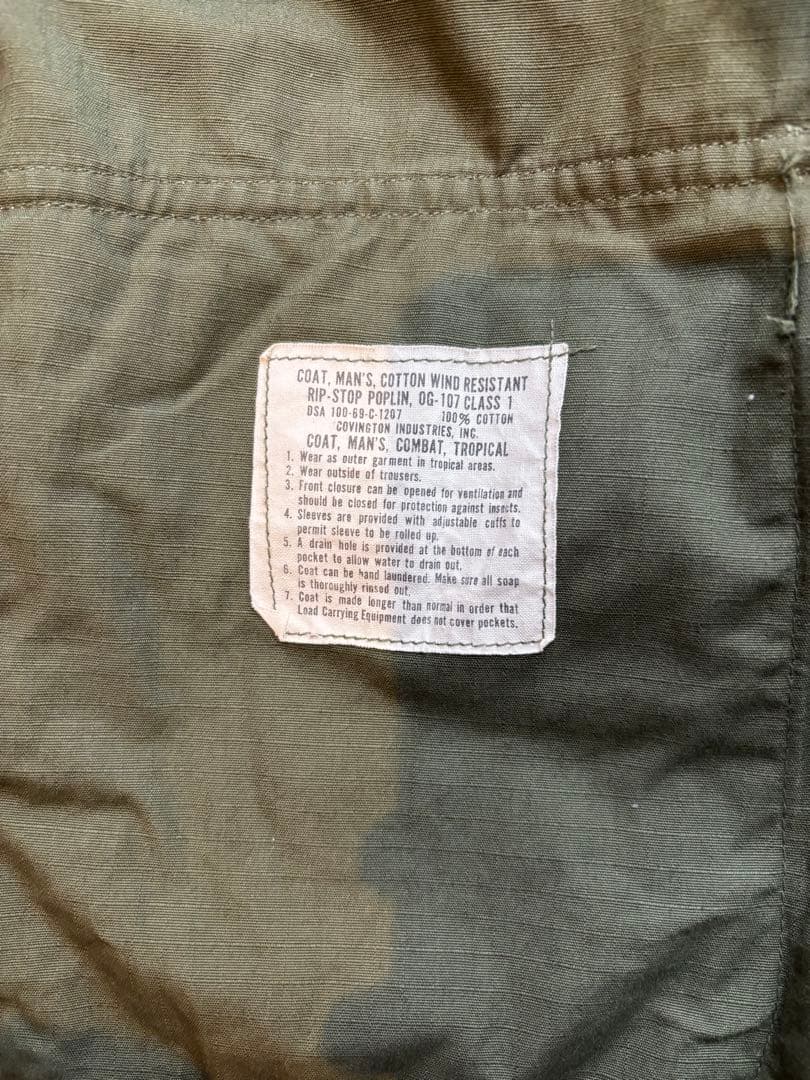 COAT, MAN'S, COTTON WIND RESISTANT
RIP-STOP POPLIN, OG-107 CLASS 1
DSA 100-69-C-1207 100% COTTON
COVINGTON INDUSTRIES, INC.
COAT, MAN'S, COMBAT, TROPICAL
1. Wear as outer garment in tropical areas.
2. Wear outside of trousers.
3. Front closure can be opened for ventilation and
should be closed for protection against insects.
4. Sleeves are provided with adjustable cuffs to
permit sleeve to be rolled up.
5. A drain hole is provided at the bottom of each
pocket to allow water to drain out.
6. Coat can be hand laundered. Make sure all soap
is thoroughly rinsed out.
7. Coat is made longer than normal in order that
Load Carrying Equipment does not cover pockets.